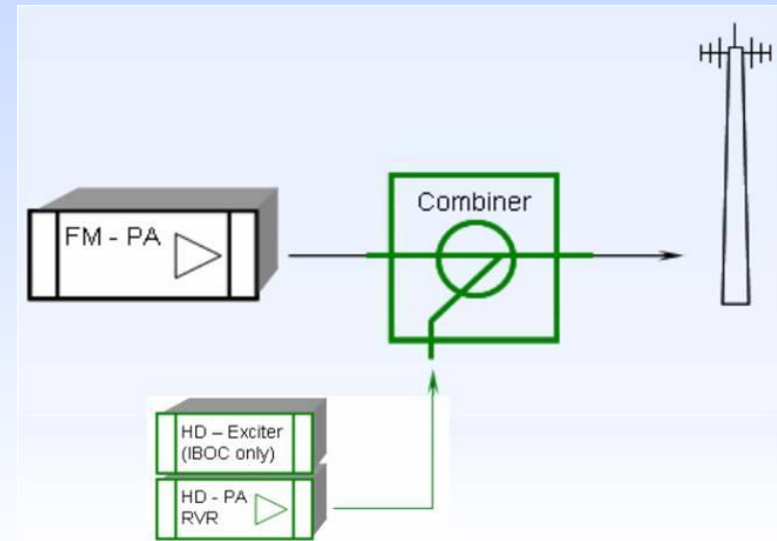 FM - PA
Combiner
HD – Exciter
(IBOC only)
HD - PA
RVR